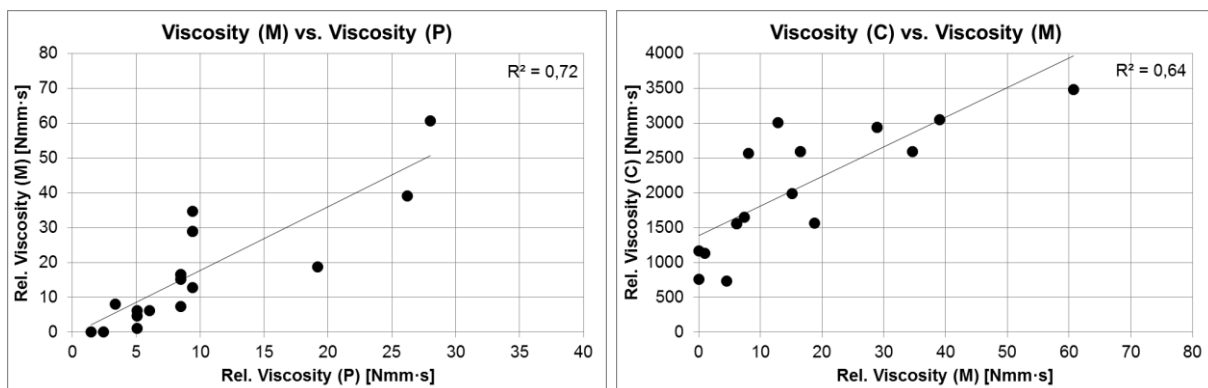 Viscosity (M) vs. Viscosity (P)
R² = 0,72
Rel. Viscosity (M) [Nmm·s]
80
70
60
50
40
30
20
10
0
0 5 10 15 20 25 30 35 40
Rel. Viscosity (P) [Nmm·s]
Viscosity (C) vs. Viscosity (M)
R² = 0,64
Rel. Viscosity (C) [Nmm·s]
4000
3500
3000
2500
2000
1500
1000
500
0
0 10 20 30 40 50 60 70 80
Rel. Viscosity (M) [Nmm·s]